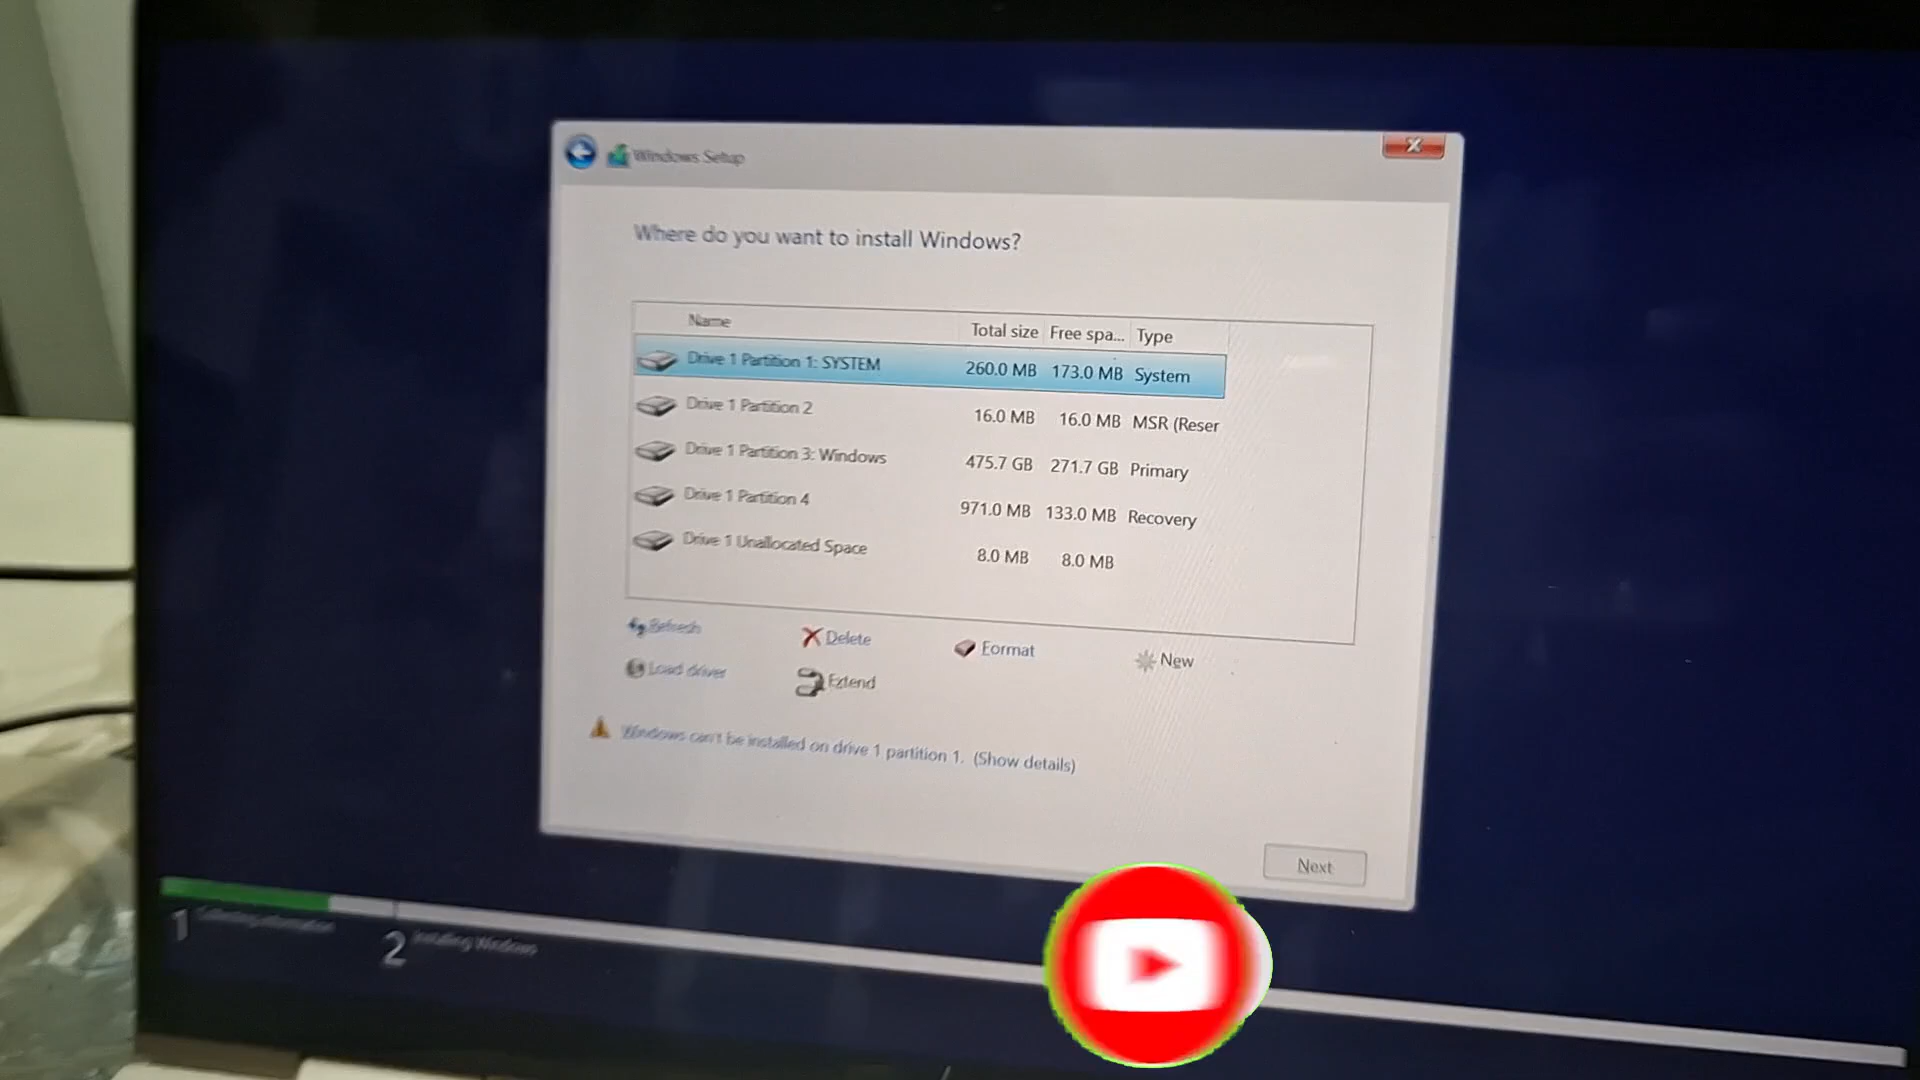 Windows Setup
Where do you want to install Windows?
Name Total size Free spa... Type
Drive 1 Partition 1: SYSTEM 260.0 MB 173.0 MB System
Drive 1 Partition 2 16.0 MB 16.0 MB MSR (Reser
Drive 1 Partition 3: Windows 475.7 GB 271.7 GB Primary
Drive 1 Partition 4 971.0 MB 133.0 MB Recovery
Drive 1 Unallocated Space 8.0 MB 8.0 MB
Refresh Delete Format New
Load driver Extend
Windows can't be installed on drive 1 partition 1. (Show details)
Next
1 Collecting information
2 Installing Windows